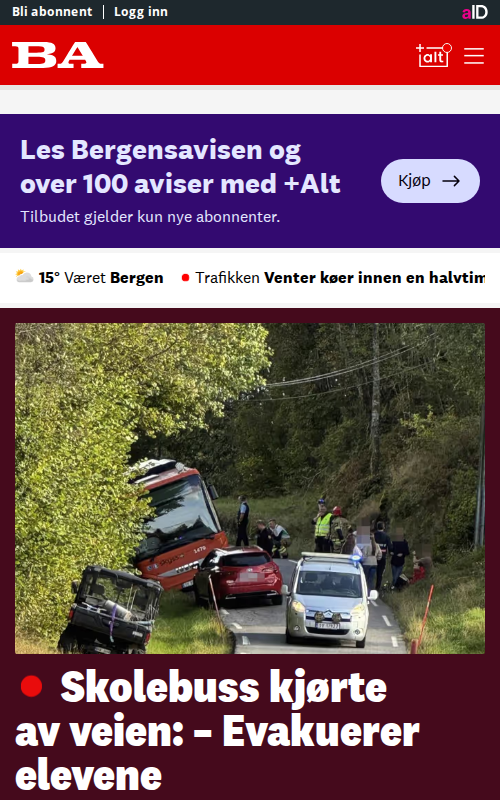 Bli abonnent
Logg inn
aID
BA
+alt
Les Bergensavisen og
over 100 aviser med +Alt
Kjøp
Tilbudet gjelder kun nye abonnenter.
15° Været Bergen
Trafikken Venter køer innen en halvtim
Skolebuss kjørte
av veien: – Evakuerer
elevene